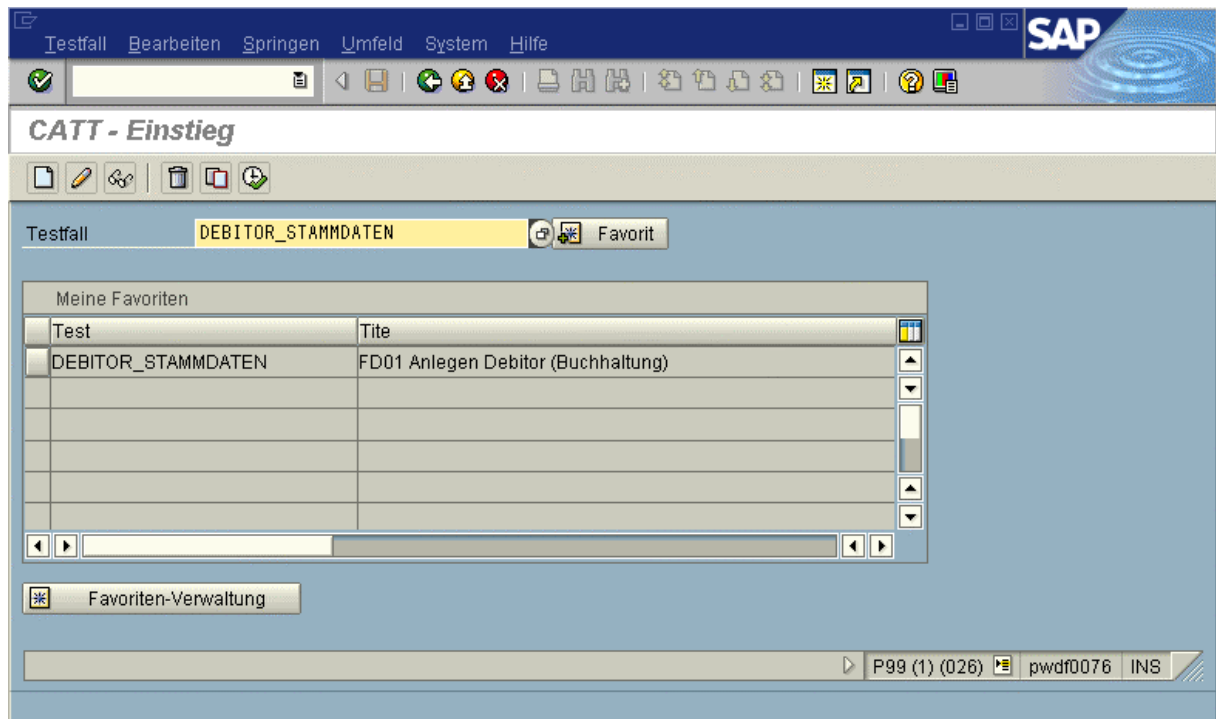 Testfall Bearbeiten Springen Umfeld System Hilfe
SAP
CATT - Einstieg
Testfall DEBITOR_STAMMDATEN Favorit
Meine Favoriten
Test Tite
DEBITOR_STAMMDATEN FD01 Anlegen Debitor (Buchhaltung)
Favoriten-Verwaltung
P99 (1) (026) pwdf0076 INS